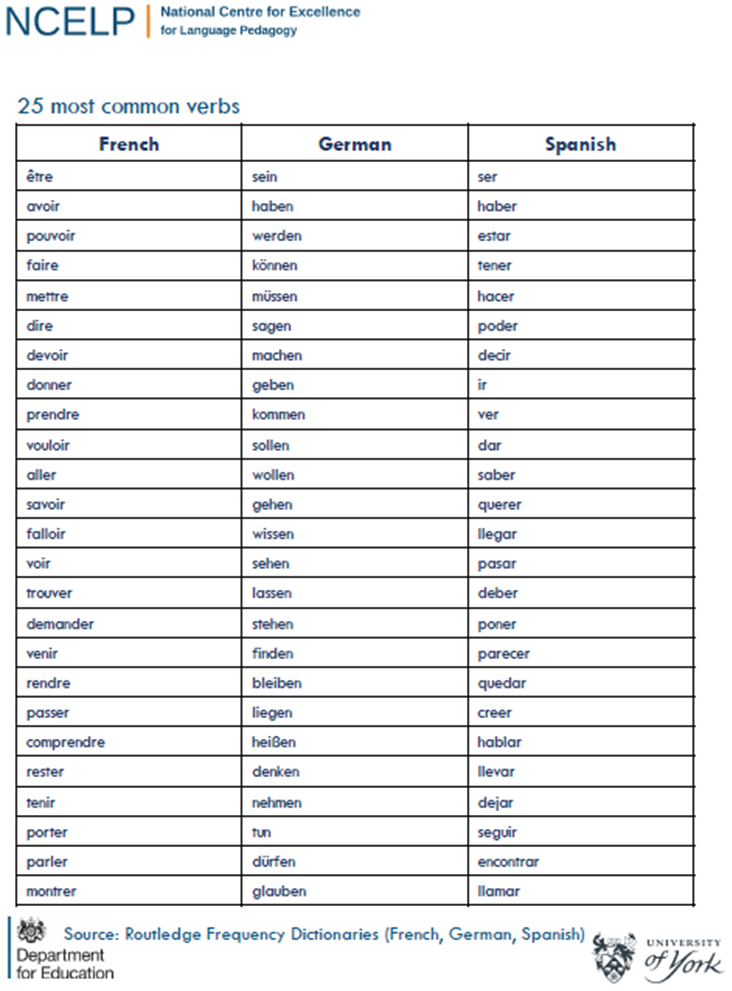 NCELP
National Centre for Excellence
for Language Pedagogy
25 most common verbs
French German Spanish
être sein ser
avoir haben haber
pouvoir werden estar
faire können tener
mettre müssen hacer
dire sagen poder
devoir machen decir
donner geben ir
prendre kommen ver
vouloir sollen dar
aller wollen saber
savoir gehen querer
falloir wissen llegar
voir sehen pasar
trouver lassen deber
demander stehen poner
venir finden parecer
rendre bleiben quedar
passer liegen creer
comprendre heißen hablar
rester denken llevar
tenir nehmen dejar
porter tun seguir
parler dürfen encontrar
montrer glauben llamar
Source: Routledge Frequency Dictionaries (French, German, Spanish)
Department
for Education
UNIVERSITY
of York